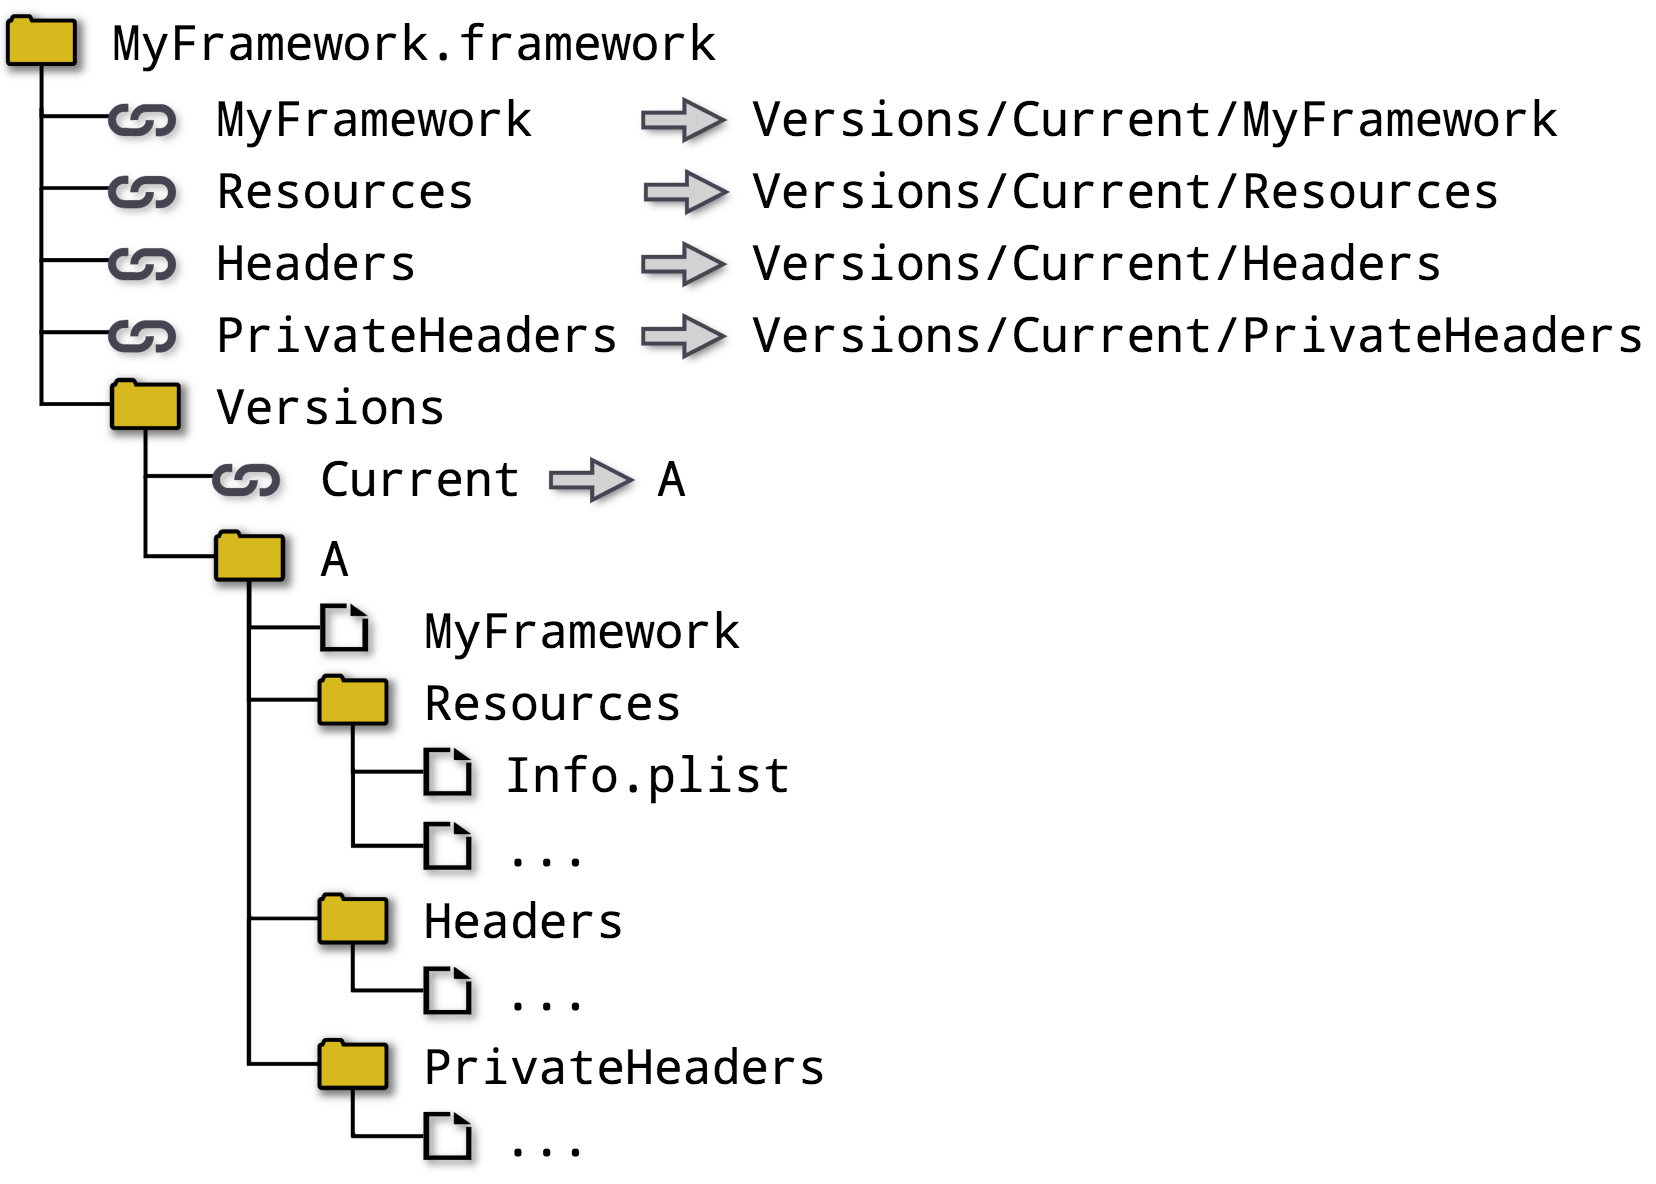 MyFramework.framework
MyFramework Versions/Current/MyFramework
Resources Versions/Current/Resources
Headers Versions/Current/Headers
PrivateHeaders Versions/Current/PrivateHeaders
Versions
Current A
A
MyFramework
Resources
Info.plist
...
Headers
...
PrivateHeaders
...